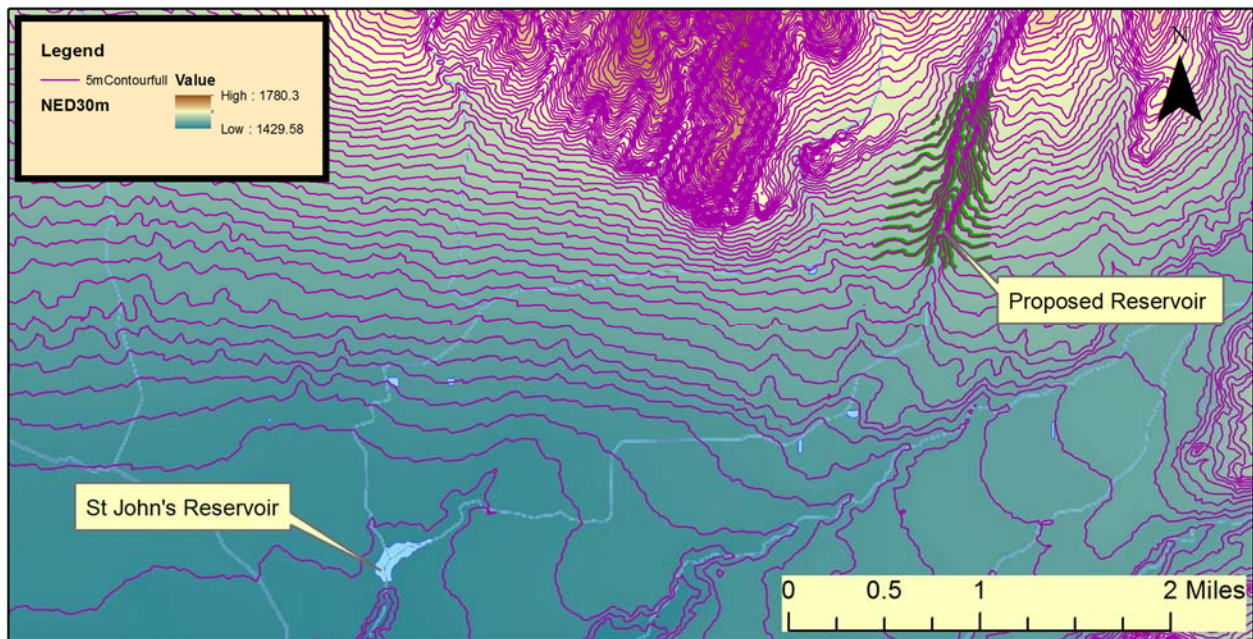 Legend
5mContourfull
NED30m
Value
High : 1780.3
Low : 1429.58
N
Proposed Reservoir
St John's Reservoir
0 0.5 1 2 Miles